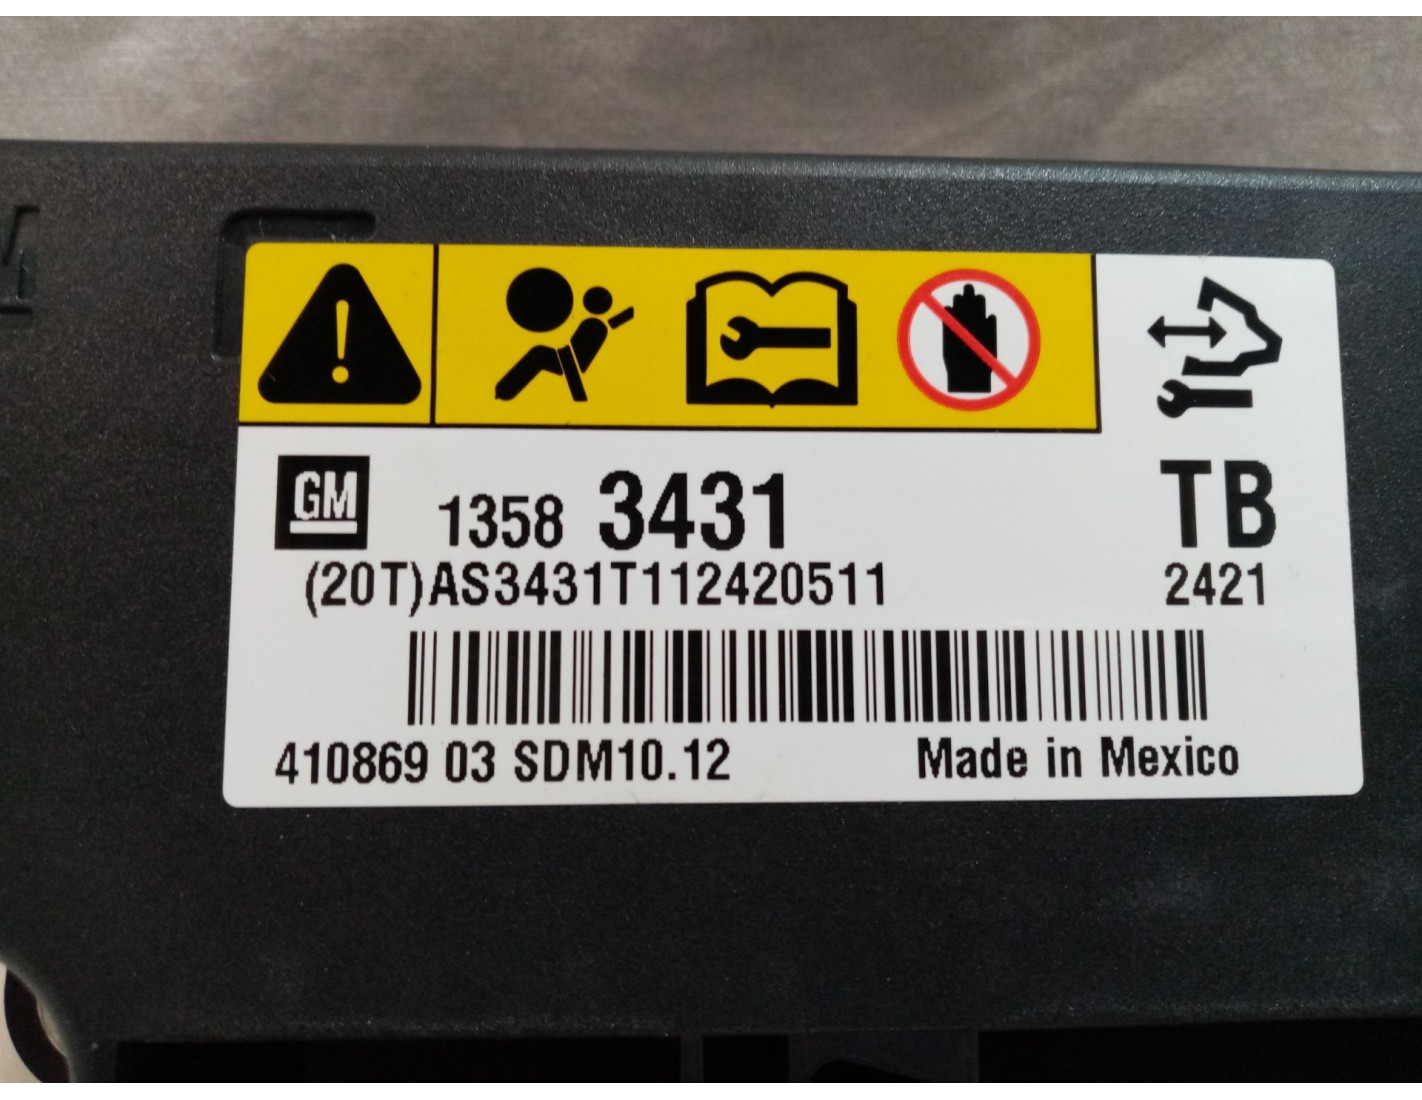 GM 1358 3431 TB
(20T)AS3431T112420511 2421
410869 03 SDM10.12 Made in Mexico